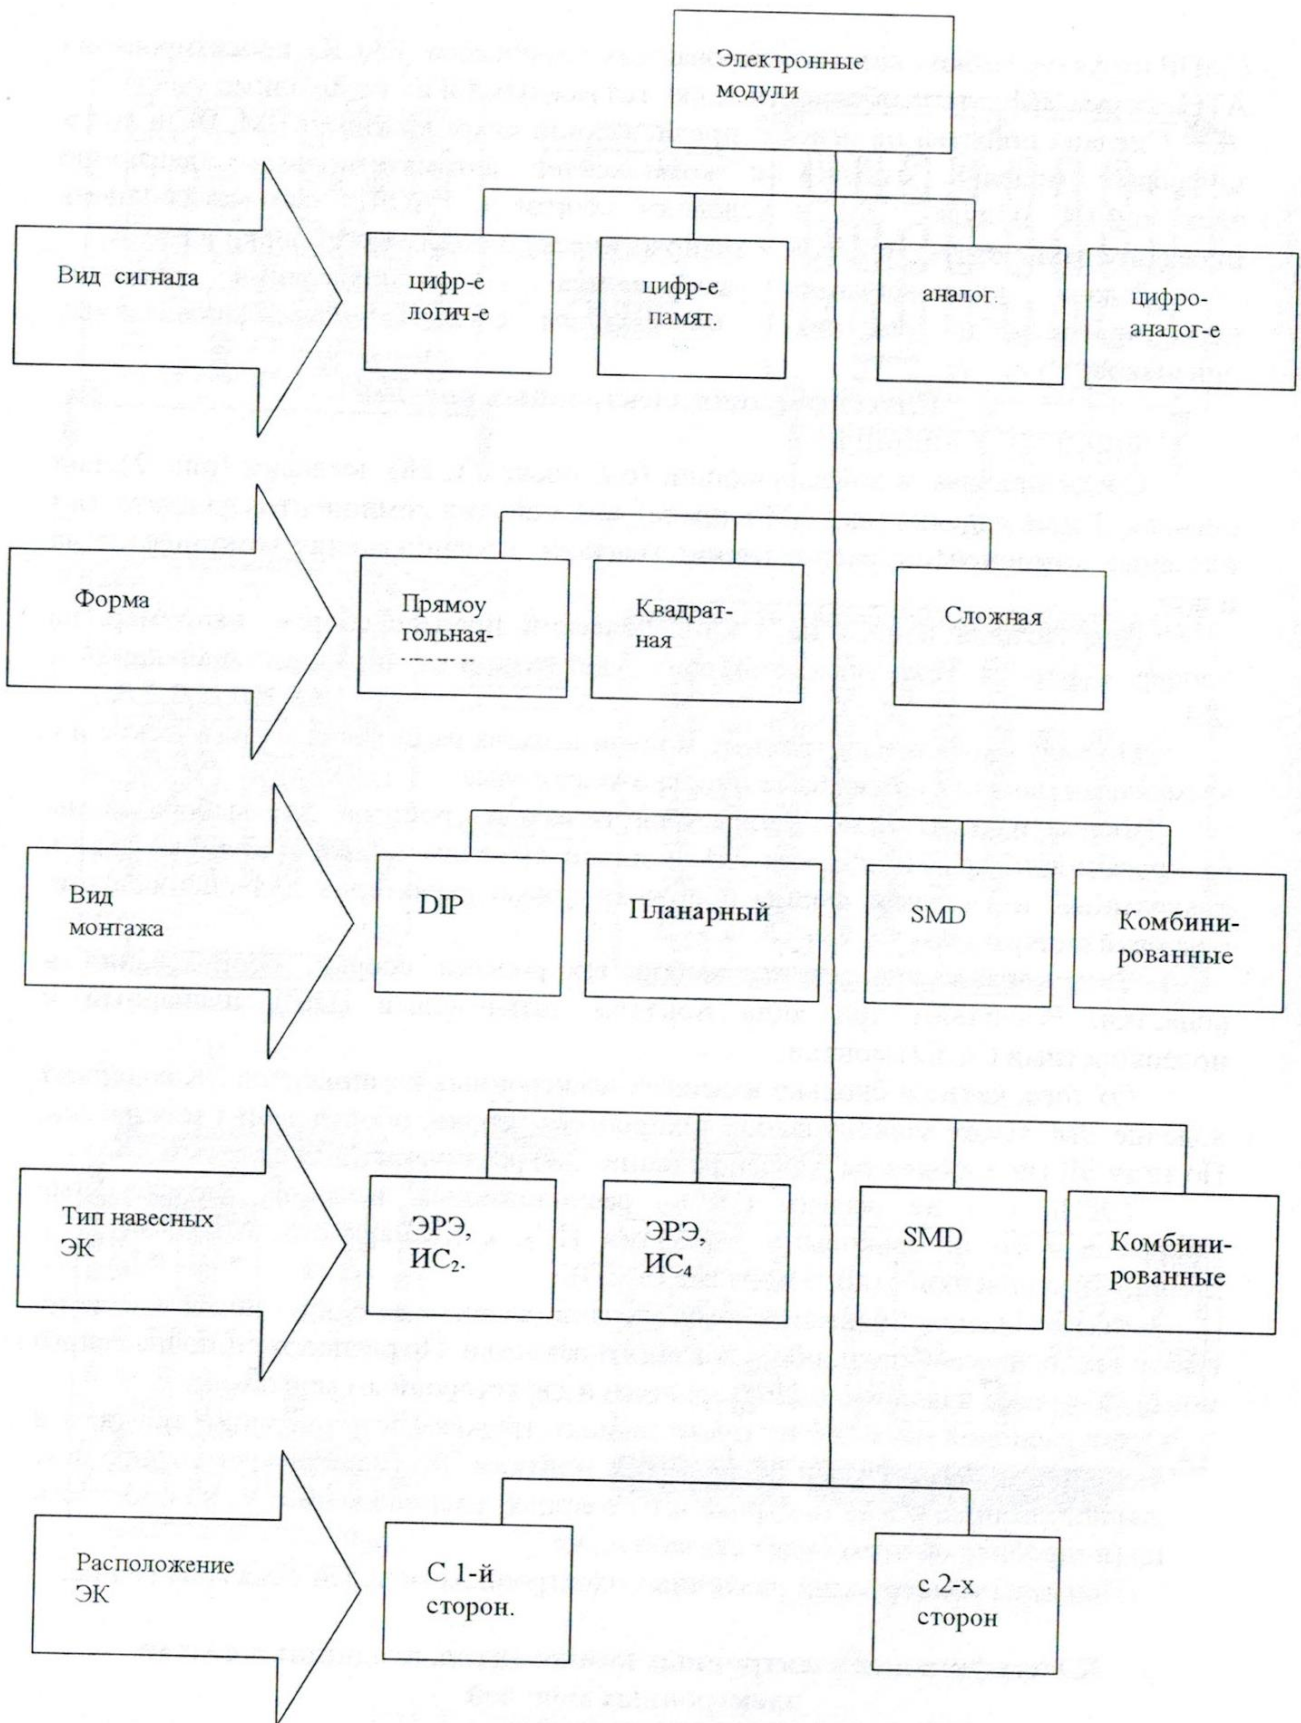 Электронные
модули
Вид сигнала
цифр-е
логич-е
цифр-е
памят.
аналог.
цифро-
аналог-е
Форма
Прямоу
гольная-
Квадрат-
ная
Сложная
Вид
монтажа
DIP
Планарный
SMD
Комбини-
рованные
Тип навесных
ЭК
ЭРЭ,
ИС₂.
ЭРЭ,
ИС₄
SMD
Комбини-
рованные
Расположение
ЭК
С 1-й
сторон.
с 2-х
сторон